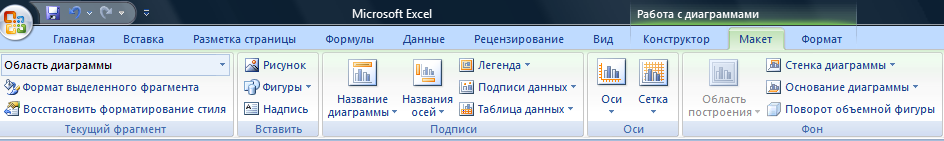 Microsoft Excel
Работа с диаграммами
Главная Вставка Разметка страницы Формулы Данные Рецензирование Вид Конструктор Макет Формат
Область диаграммы
Формат выделенного фрагмента
Восстановить форматирование стиля
Текущий фрагмент
Рисунок
Фигуры
Надпись
Вставить
Название диаграммы
Названия осей
Легенда
Подписи данных
Таблица данных
Подписи
Оси
Сетка
Оси
Область построения
Стенка диаграммы
Основание диаграммы
Поворот объемной фигуры
Фон